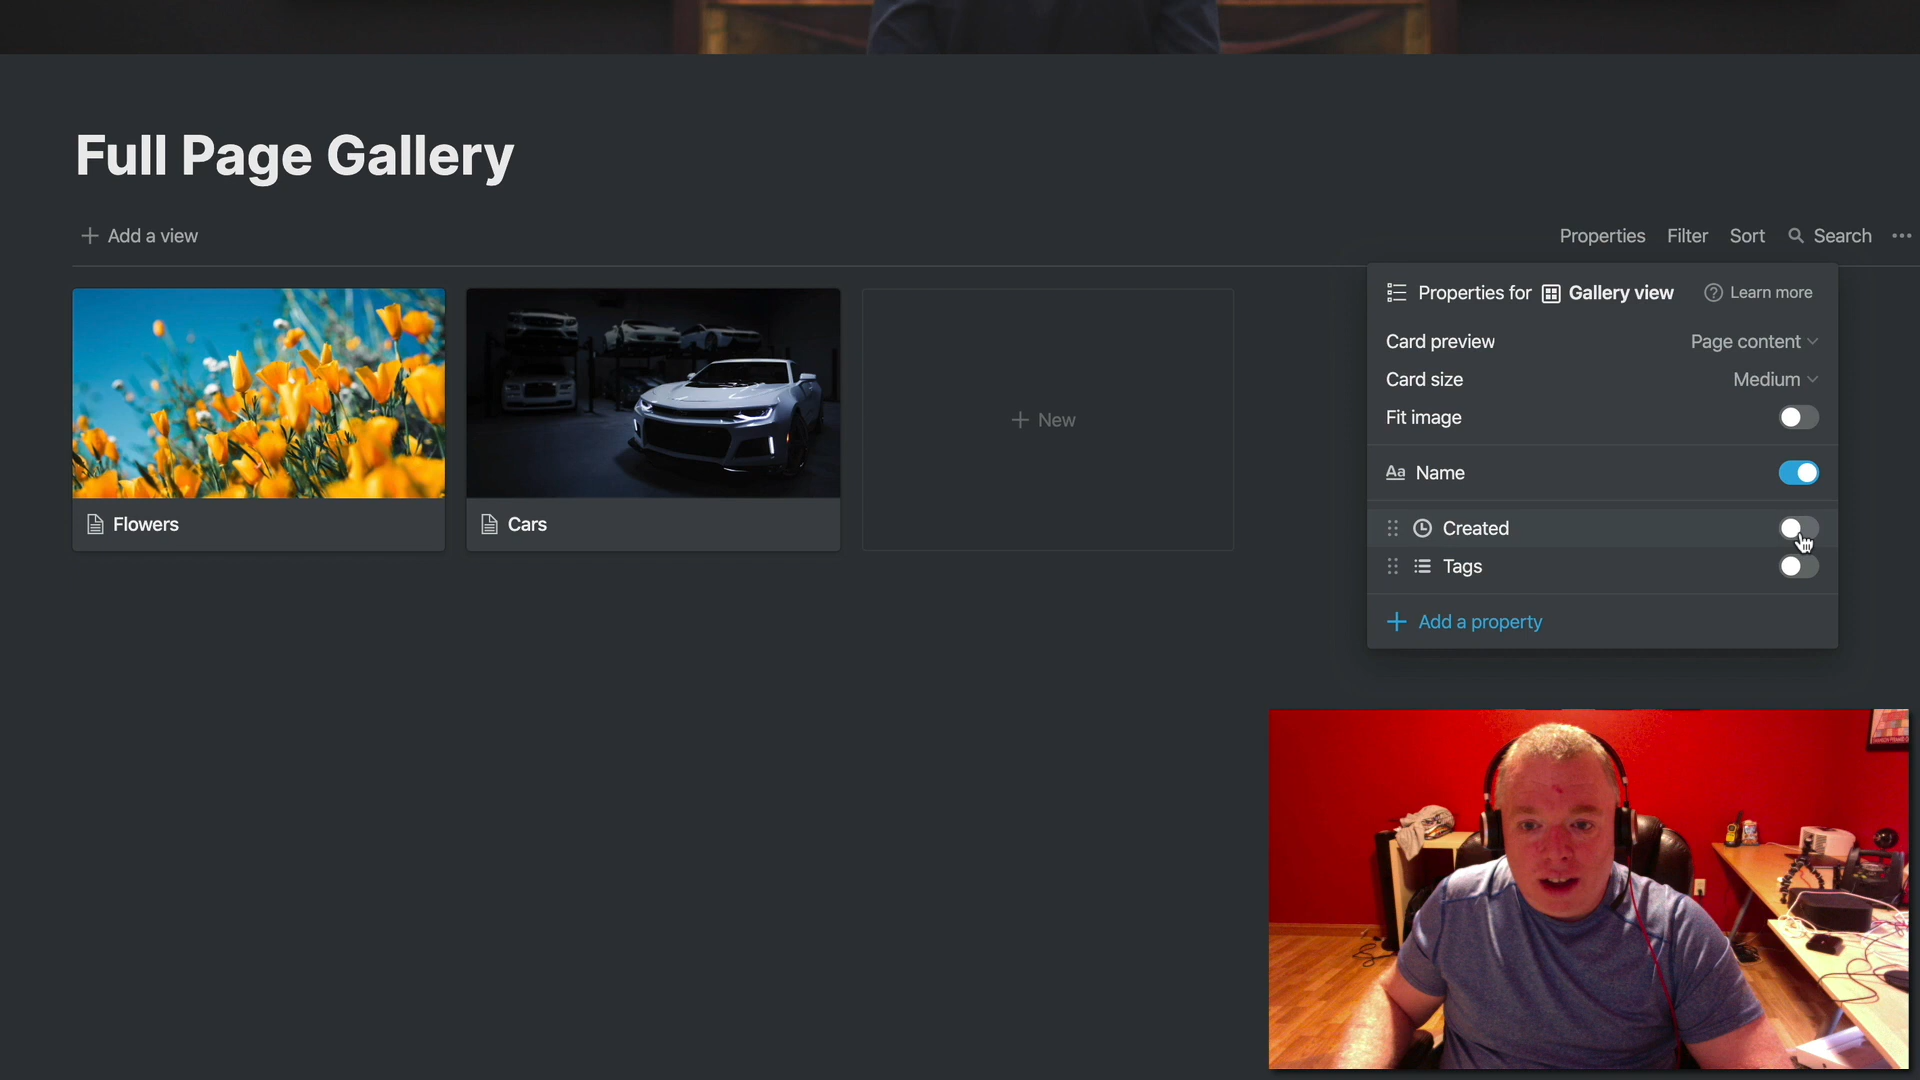 Full Page Gallery
Add a view
Properties Filter Sort Search
Properties for Gallery view Learn more
Card preview Page content
Card size Medium
Fit image
Aa Name
Created
Tags
Add a property
New
Flowers
Cars